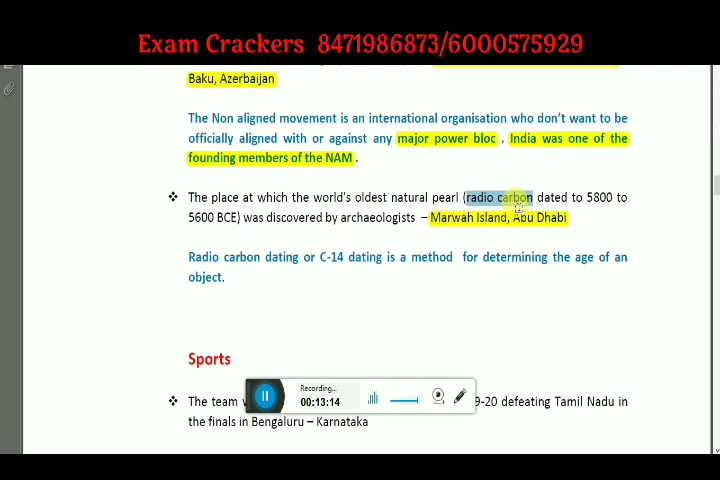 Exam Crackers 8471986873/6000575929
Baku, Azerbaijan
The Non aligned movement is an international organisation who don't want to be
officially aligned with or against any major power bloc . India was one of the
founding members of the NAM .
❖ The place at which the world's oldest natural pearl (radio carbon dated to 5800 to
5600 BCE) was discovered by archaeologists – Marwah Island, Abu Dhabi
Radio carbon dating or C-14 dating is a method for determining the age of an
object.
Sports
Recording...
00:13:14
❖ The team 9-20 defeating Tamil Nadu in
the finals in Bengaluru – Karnataka